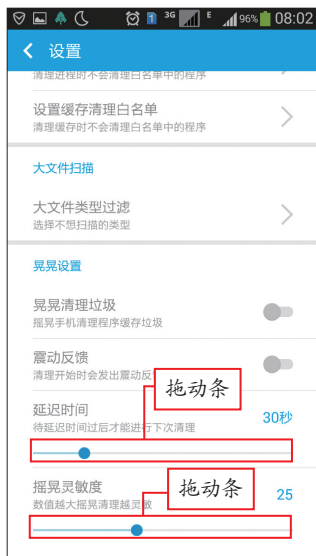 3G E 96% 08:02
设置
清理进程时不会清理白名单中的程序
设置缓存清理白名单
清理缓存时不会清理白名单中的程序
大文件扫描
大文件类型过滤
选择不想扫描的类型
晃晃设置
晃晃清理垃圾
摇晃手机清理程序缓存垃圾
震动反馈
清理开始时会发出震动反
拖动条
延迟时间
30秒
待延迟时间过后才能进行下次清理
摇晃灵敏度
拖动条
25
数值越大摇晃清理越灵敏